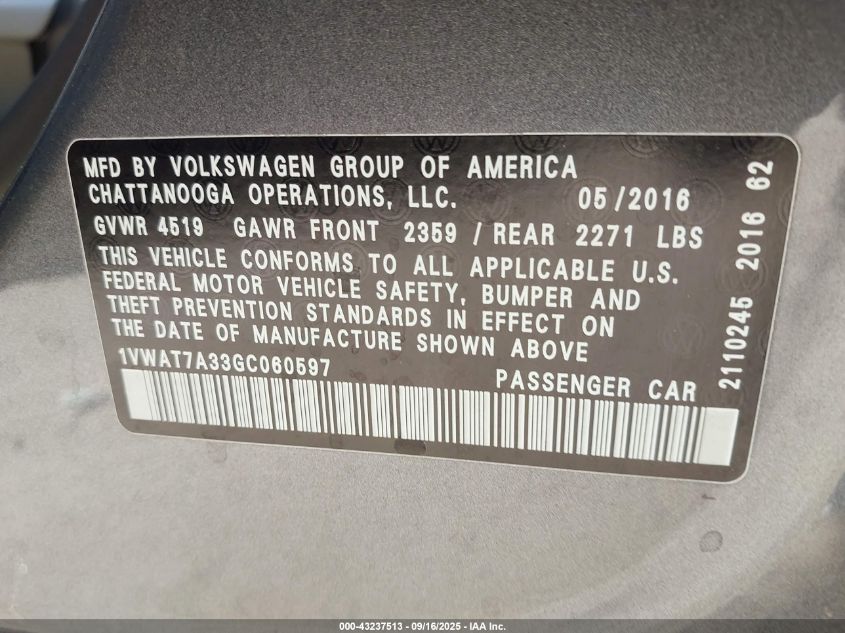 MFD BY VOLKSWAGEN GROUP OF AMERICA
CHATTANOOGA OPERATIONS, LLC. 05/2016
GVWR 4519 GAWR FRONT 2359 / REAR 2271 LBS
THIS VEHICLE CONFORMS TO ALL APPLICABLE U.S.
FEDERAL MOTOR VEHICLE SAFETY, BUMPER AND
THEFT PREVENTION STANDARDS IN EFFECT ON
THE DATE OF MANUFACTURE SHOWN ABOVE
1VWAT7A33GC060597 PASSENGER CAR
2110245 2016 62
000-43237513 - 09/16/2025 - IAA Inc.